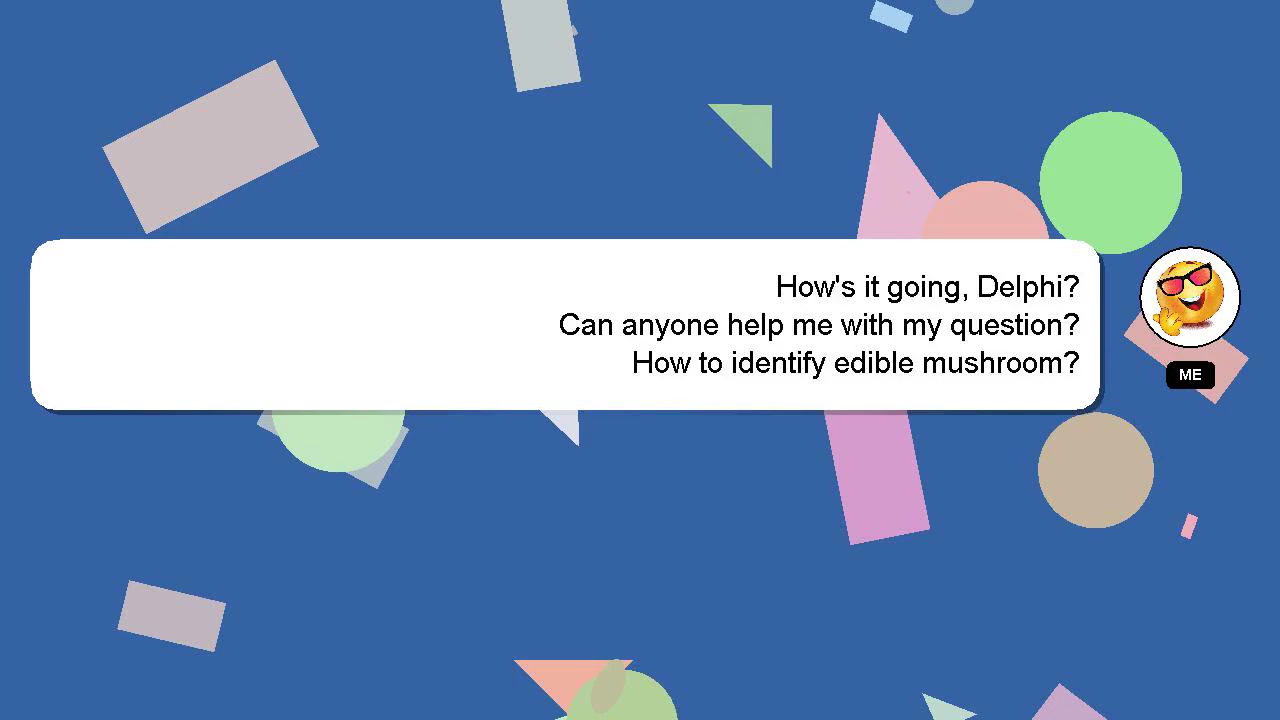 How's it going, Delphi?
Can anyone help me with my question?
How to identify edible mushroom?
ME